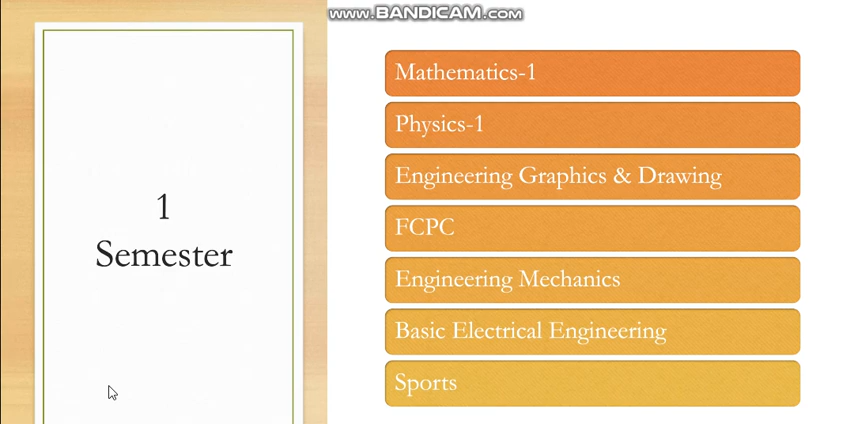 www.BANDICAM.com
1
Semester
Mathematics-1
Physics-1
Engineering Graphics & Drawing
FCPC
Engineering Mechanics
Basic Electrical Engineering
Sports